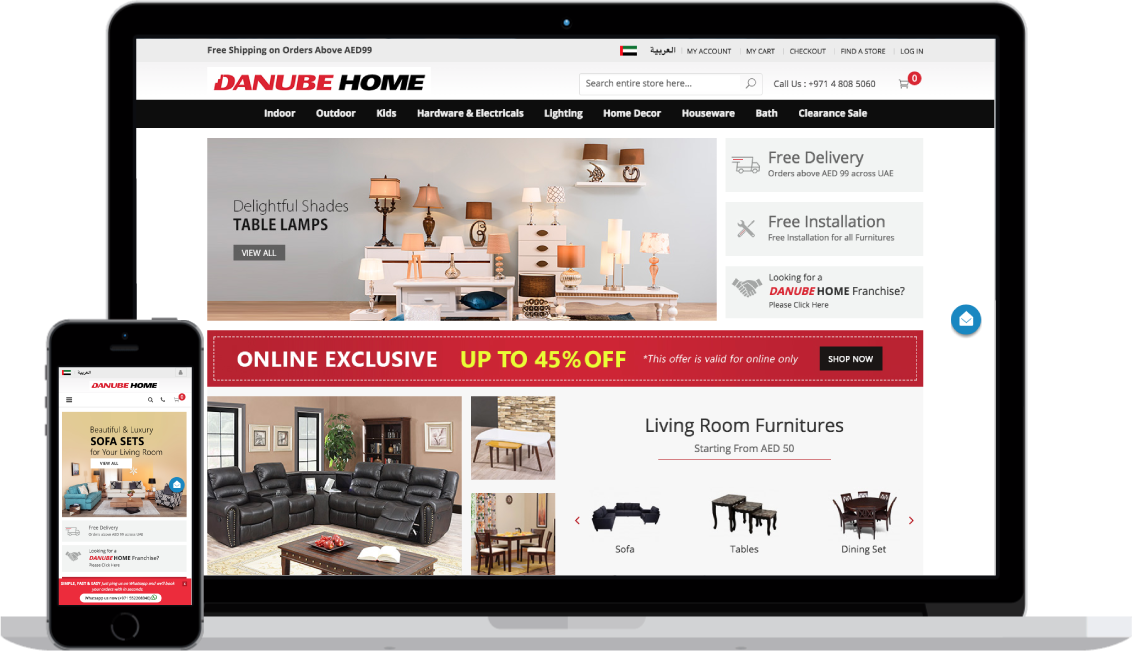 Free Shipping on Orders Above AED99
العربية
MY ACCOUNT
MY CART
CHECKOUT
FIND A STORE
LOG IN
DANUBE HOME
Search entire store here...
Call Us : +971 4 808 5060
0
Indoor
Outdoor
Kids
Hardware & Electricals
Lighting
Home Decor
Houseware
Bath
Clearance Sale
Delightful Shades
TABLE LAMPS
VIEW ALL
Free Delivery
Orders above AED 99 across UAE
Free Installation
Free Installation for all Furnitures
Looking for a
DANUBE HOME Franchise?
Please Click Here
ONLINE EXCLUSIVE UP TO 45% OFF *This offer is valid for online only
SHOP NOW
Living Room Furnitures
Starting From AED 50
Sofa
Tables
Dining Set
العربية
DANUBE HOME
0
Beautiful & Luxury
SOFA SETS
for Your Living Room
VIEW ALL
Free Delivery
Orders above AED 99 across UAE
Looking for a
DANUBE HOME Franchise?
Please Click Here
SIMPLE, FAST & EASY Just ping us on Whatsapp and we'll book
your orders with in seconds